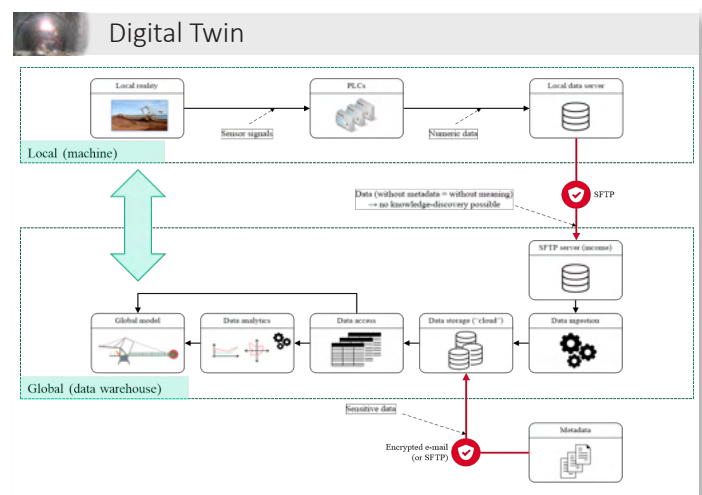 Digital Twin
Local reality
PLCs
Local data server
Sensor signals
Numeric data
Local (machine)
Data (without metadata = without meaning)
→ no knowledge-discovery possible
SFTP
SFTP server (income)
Global model
Data analytics
Data access
Data storage ("cloud")
Data ingestion
Global (data warehouse)
Sensitive data
Encrypted e-mail
(or SFTP)
Metadata